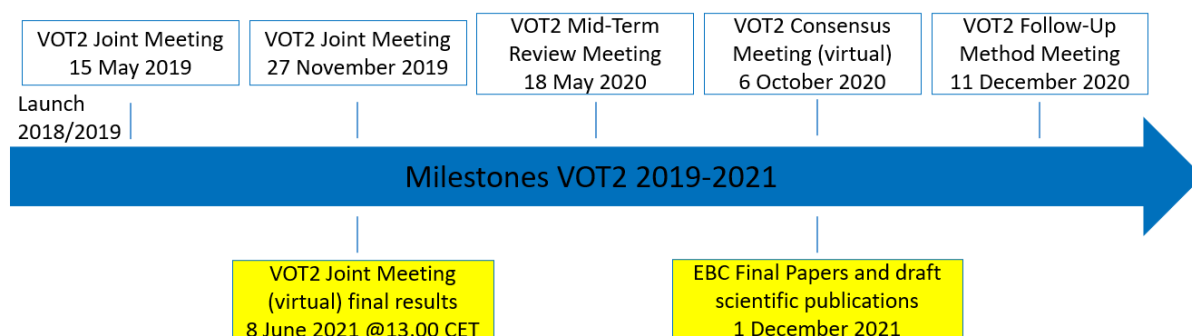 VOT2 Joint Meeting
15 May 2019
VOT2 Joint Meeting
27 November 2019
VOT2 Mid-Term
Review Meeting
18 May 2020
VOT2 Consensus
Meeting (virtual)
6 October 2020
VOT2 Follow-Up
Method Meeting
11 December 2020
Launch
2018/2019
Milestones VOT2 2019-2021
VOT2 Joint Meeting
(virtual) final results
8 June 2021 @13.00 CET
EBC Final Papers and draft
scientific publications
1 December 2021